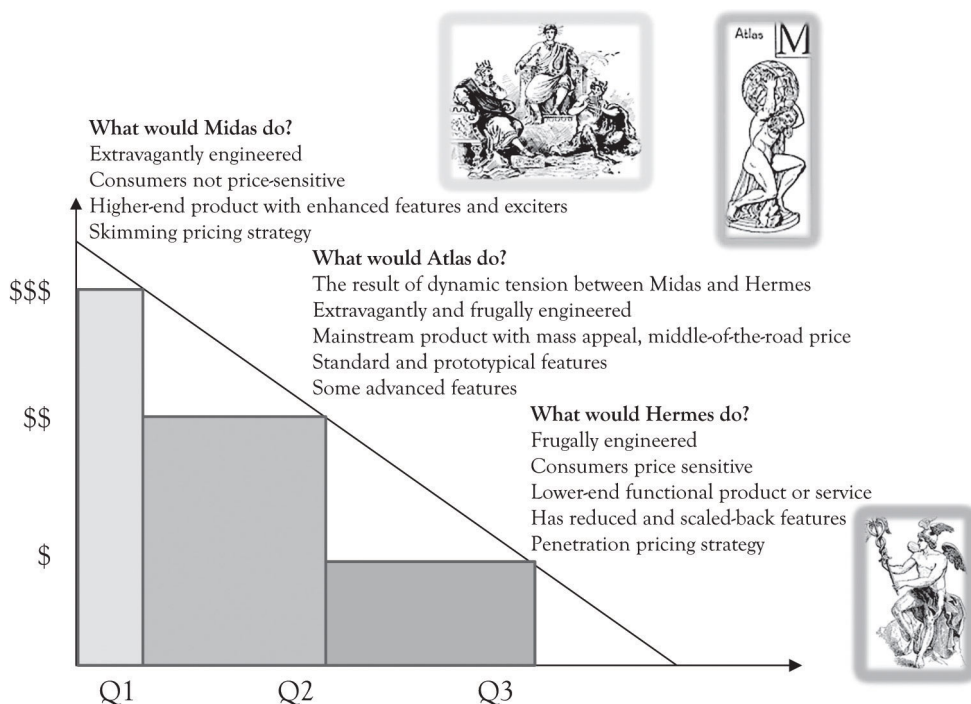 Atlas M
What would Midas do?
Extravagantly engineered
Consumers not price-sensitive
Higher-end product with enhanced features and exciters
Skimming pricing strategy
What would Atlas do?
The result of dynamic tension between Midas and Hermes
Extravagantly and frugally engineered
Mainstream product with mass appeal, middle-of-the-road price
Standard and prototypical features
Some advanced features
What would Hermes do?
Frugally engineered
Consumers price sensitive
Lower-end functional product or service
Has reduced and scaled-back features
Penetration pricing strategy
$$$
$$
$
Q1 Q2 Q3